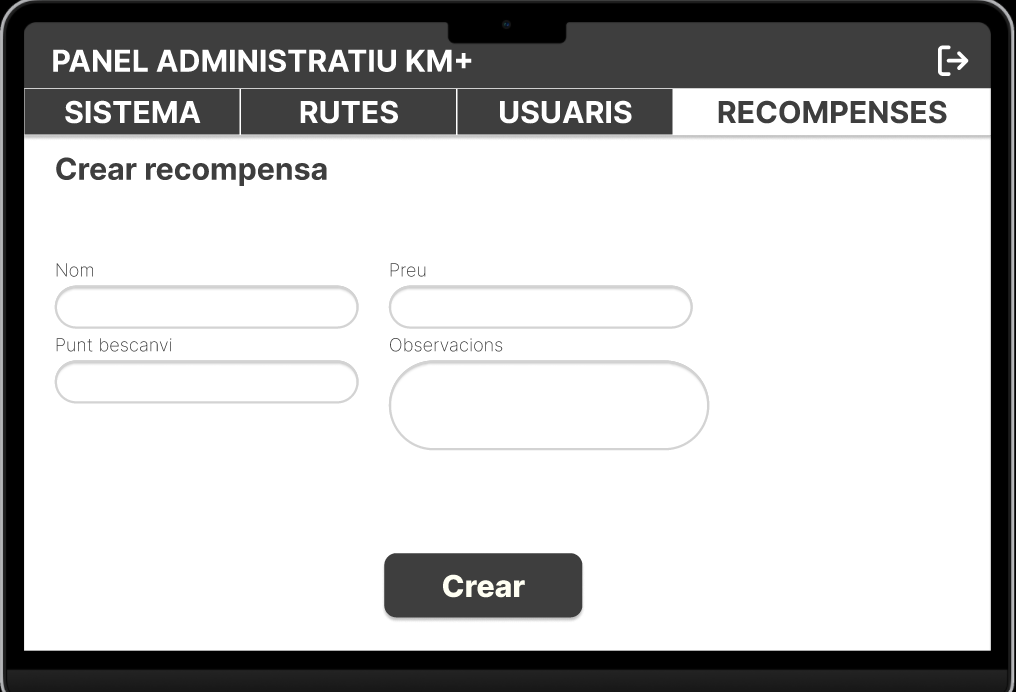 PANEL ADMINISTRATIU KM+
SISTEMA RUTES USUARIS RECOMPENSES
Crear recompensa
Nom Preu
Punt bescanvi Observacions
Crear